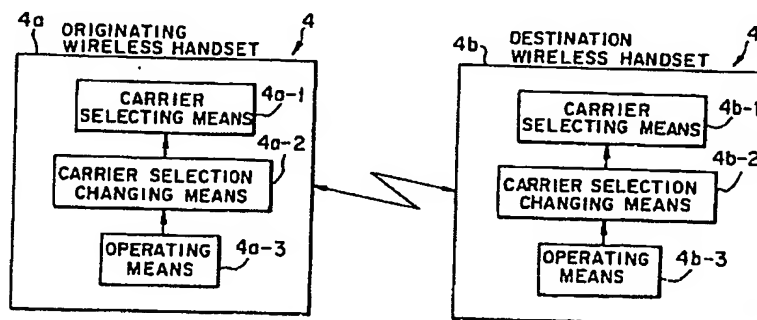 4a ORIGINATING
WIRELESS HANDSET
4
CARRIER
SELECTING MEANS
4a-1
4a-2
CARRIER SELECTION
CHANGING MEANS
OPERATING
MEANS
4a-3
4b DESTINATION
WIRELESS HANDSET
4
CARRIER
SELECTING MEANS
4b-1
4b-2
CARRIER SELECTION
CHANGING MEANS
OPERATING
MEANS
4b-3